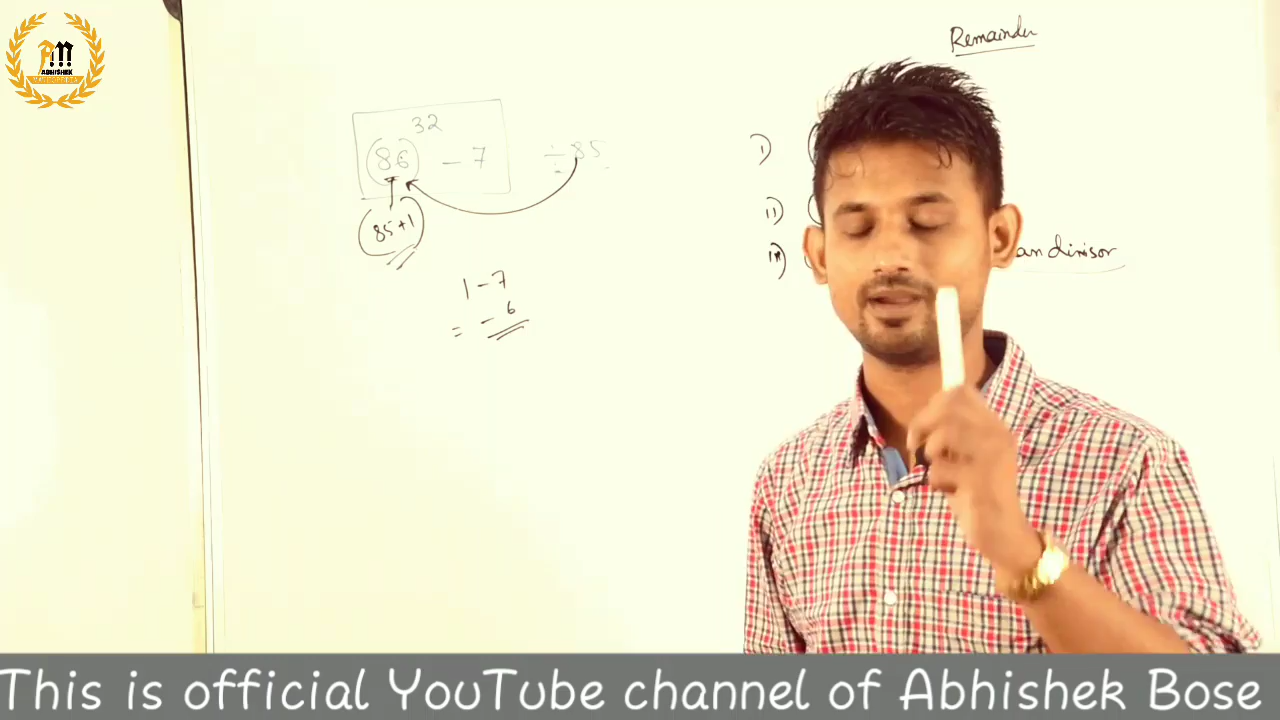 ABHISHEK
Remainder
32
(86) - 7 ÷ 85
(85+1)
1 - 7
= - 6
i) (
ii) (
iii)
an divisor
This is official YouTube channel of Abhishek Bose